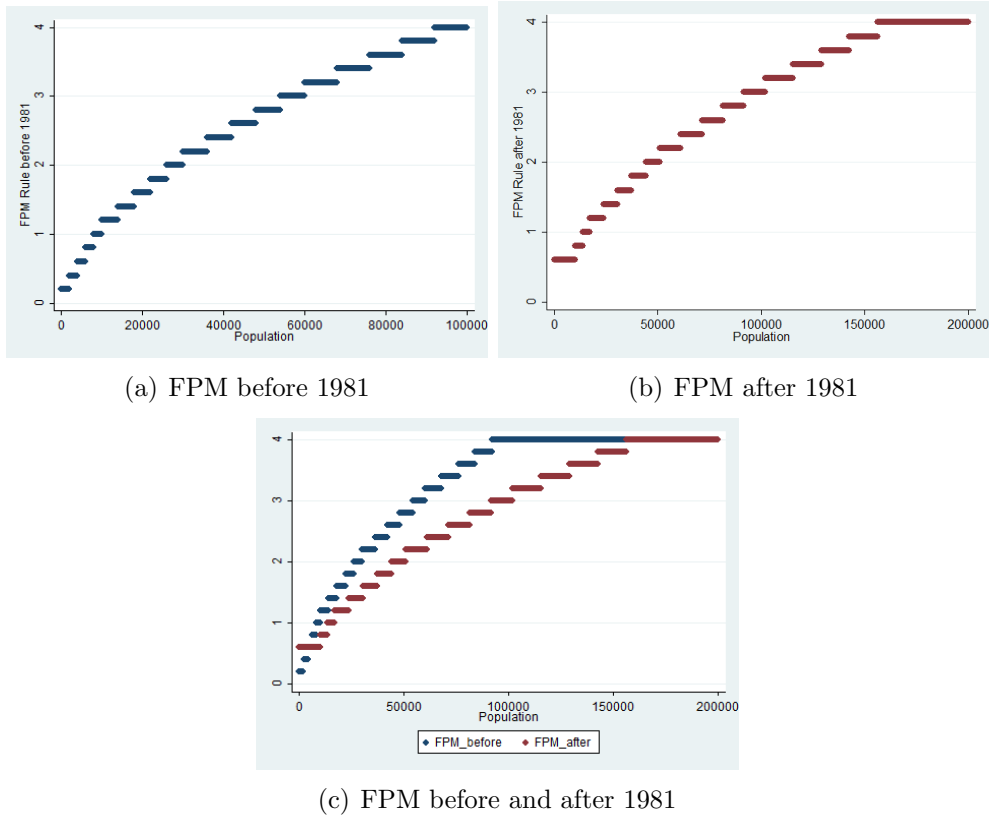 FPM Rule before 1981
4
3
2
1
0
0 20000 40000 60000 80000 100000
Population
(a) FPM before 1981
FPM Rule after 1981
4
3
2
1
0
0 50000 100000 150000 200000
Population
(b) FPM after 1981
4
3
2
1
0
0 50000 100000 150000 200000
Population
FPM_before FPM_after
(c) FPM before and after 1981